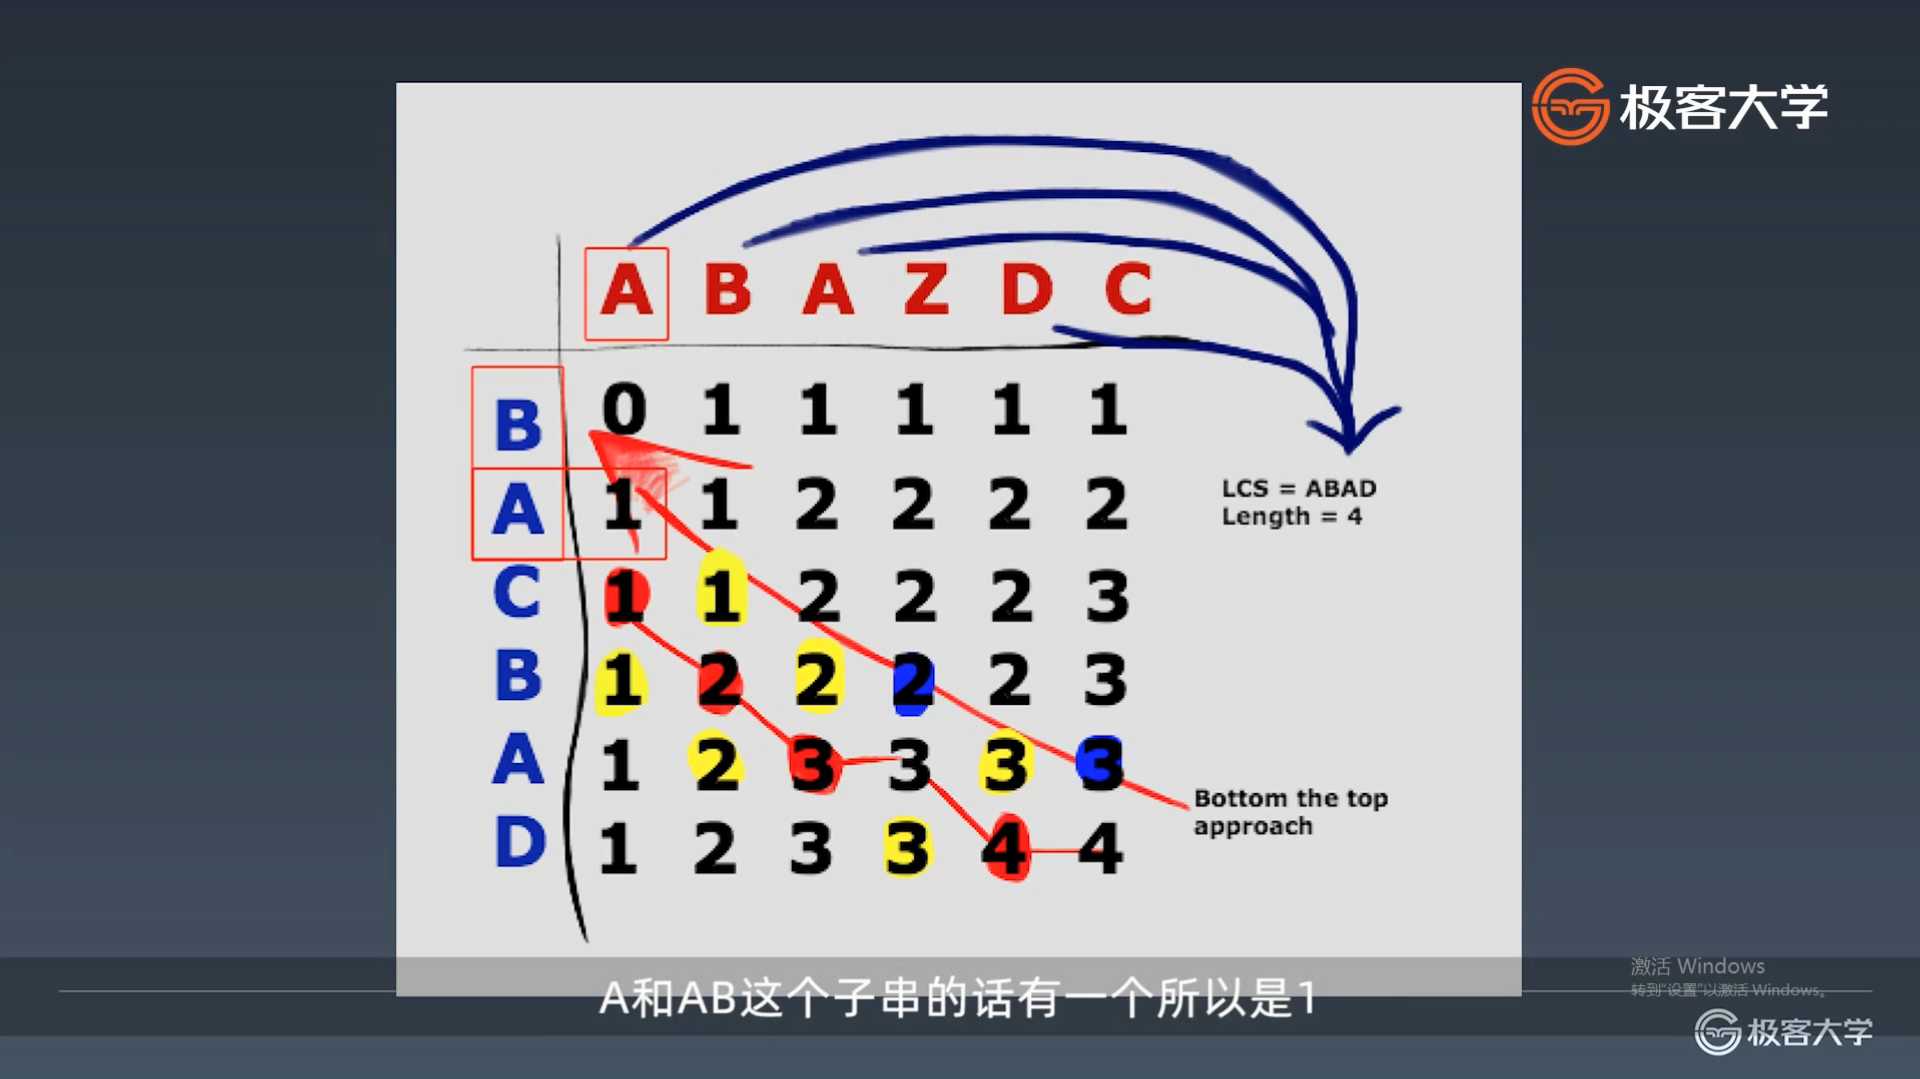 极客大学
A B A Z D C
B 0 1 1 1 1 1
A 1 1 2 2 2 2
C 1 1 2 2 2 3
B 1 2 2 2 2 3
A 1 2 3 3 3 3
D 1 2 3 3 4 4
LCS = ABAD
Length = 4
Bottom the top
approach
A和AB这个子串的话有一个所以是1
激活 Windows
转到"设置"以激活 Windows。
极客大学